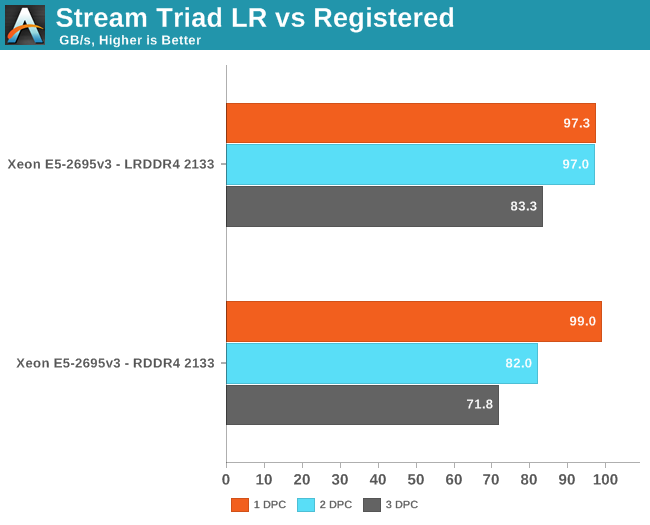 Stream Triad LR vs Registered
GB/s, Higher is Better
Xeon E5-2695v3 - LRDDR4 2133
97.3
97.0
83.3
Xeon E5-2695v3 - RDDR4 2133
99.0
82.0
71.8
0 10 20 30 40 50 60 70 80 90 100
1 DPC 2 DPC 3 DPC